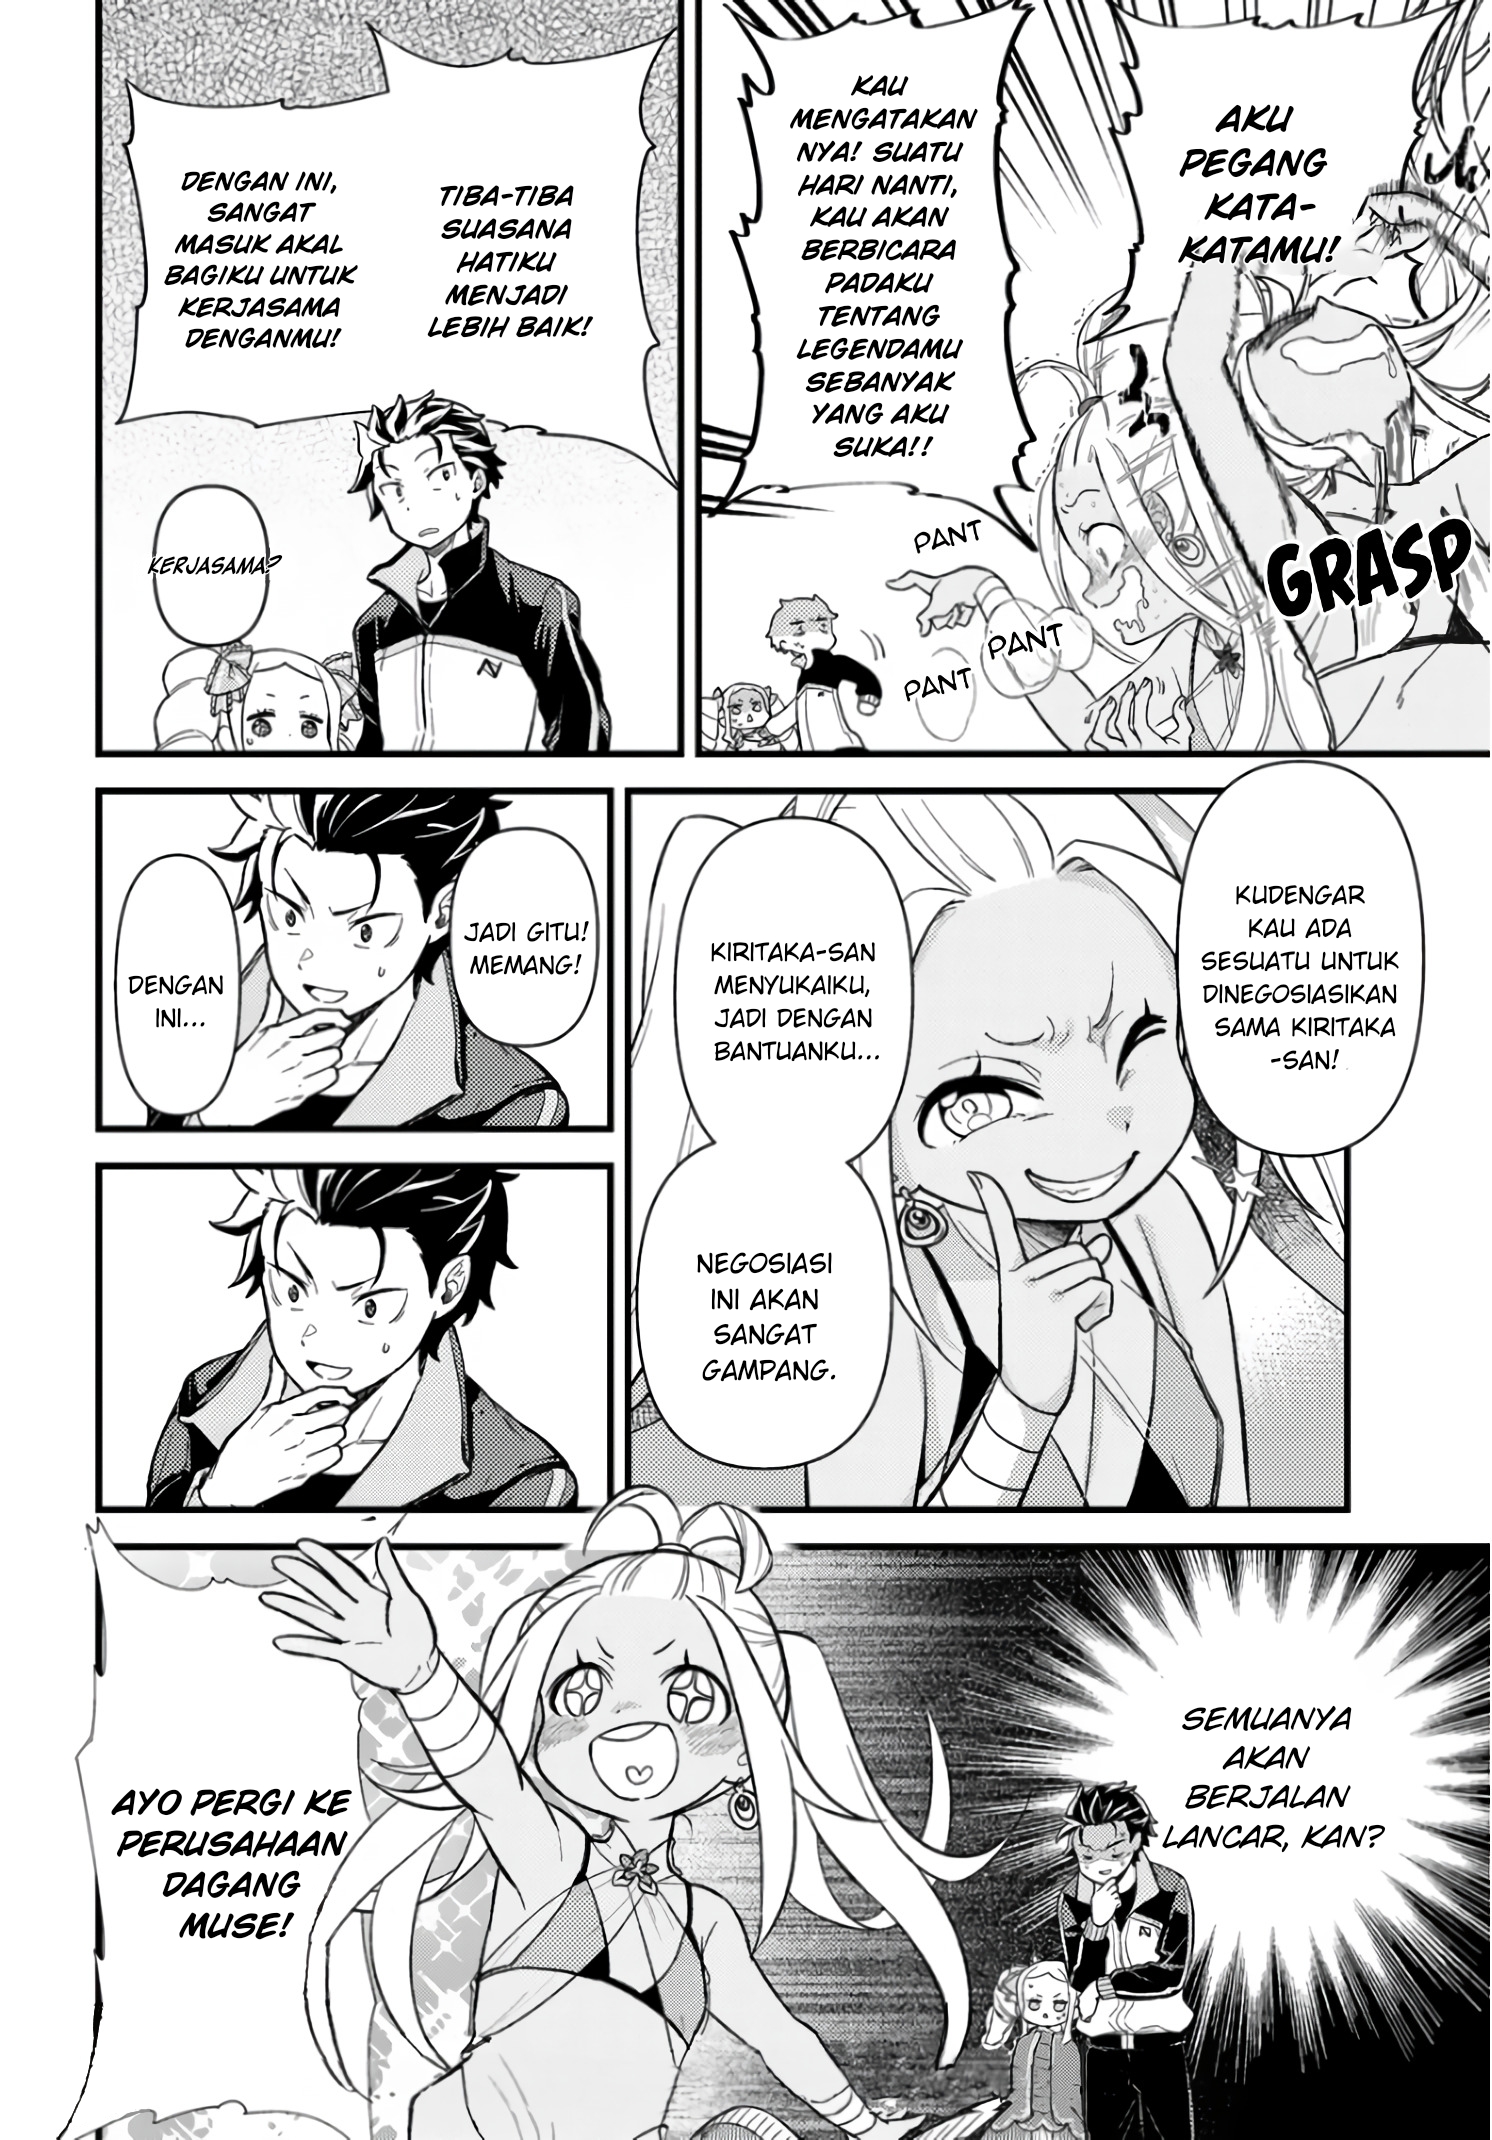 AKU
PEGANG
KATA-
KATAMU!
KAU
MENGATAKAN
NYA! SUATU
HARI NANTI,
KAU AKAN
BERBICARA
PADAKU
TENTANG
LEGENDAMU
SEBANYAK
YANG AKU
SUKA!!
GRASP
PANT
PANT
PANT
TIBA-TIBA
SUASANA
HATIKU
MENJADI
LEBIH BAIK!
DENGAN INI,
SANGAT
MASUK AKAL
BAGIKU UNTUK
KERJASAMA
DENGANMU!
KERJASAMA?
KUDENGAR
KAU ADA
SESUATU UNTUK
DINEGOSIASIKAN
SAMA KIRITAKA
-SAN!
KIRITAKA-SAN
MENYUKAIKU,
JADI DENGAN
BANTUANKU...
NEGOSIASI
INI AKAN
SANGAT
GAMPANG.
JADI GITU!
MEMANG!
DENGAN
INI...
SEMUANYA
AKAN
BERJALAN
LANCAR, KAN?
AYO PERGI KE
PERUSAHAAN
DAGANG
MUSE!